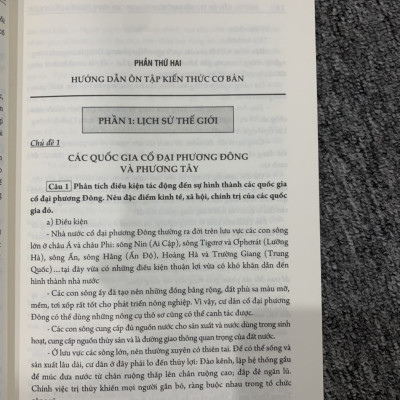 PHẦN THỨ HAI
HƯỚNG DẪN ÔN TẬP KIẾN THỨC CƠ BẢN
PHẦN 1: LỊCH SỬ THẾ GIỚI
Chủ đề 1
CÁC QUỐC GIA CỔ ĐẠI PHƯƠNG ĐÔNG
VÀ PHƯƠNG TÂY
Câu 1 Phân tích điều kiện tác động đến sự hình thành các quốc gia
cổ đại phương Đông. Nêu đặc điểm kinh tế, xã hội, chính trị của các quốc
gia đó.
a) Điều kiện
- Nhà nước cổ đại phương Đông thường ra đời trên lưu vực các con sông
lớn ở châu Á và châu Phi: sông Nin (Ai Cập), sông Tigơrơ và Ơphơrát (Lưỡng
Hà), sông Ấn, sông Hằng (Ấn Độ), Hoàng Hà và Trường Giang (Trung
Quốc)...tại đây vừa có những điều kiện thuận lợi vừa có khó khăn dẫn đến
hình thành nhà nước
- Các con sông ấy đã tạo nên những đồng bằng rộng, đất phù sa màu mỡ,
mềm, tơi xốp rất tốt cho phát triển nông nghiệp. Vì vậy, cư dân cổ đại phương
Đông có thể dùng những nông cụ thô sơ cũng có thể canh tác được.
- Các con sông cung cấp đủ nguồn nước cho sản xuất và nước dùng trong sinh
hoạt, cung cấp nguồn thủy sản và là đường giao thông quan trọng của đất nước.
- Ở lưu vực các sông lớn, nên thường xuyên có thiên tai. Để có thể sống và
sản xuất lâu dài, cư dân ở đây phải lo đến thủy lợi: Đào kênh, lập hệ thống gầu
để múc đưa nước từ chân ruộng thấp lên chân ruộng cao; đắp đê ngăn lũ.
Chính việc trị thủy khiến mọi người gắn bó, ràng buộc nhau trong tổ chức